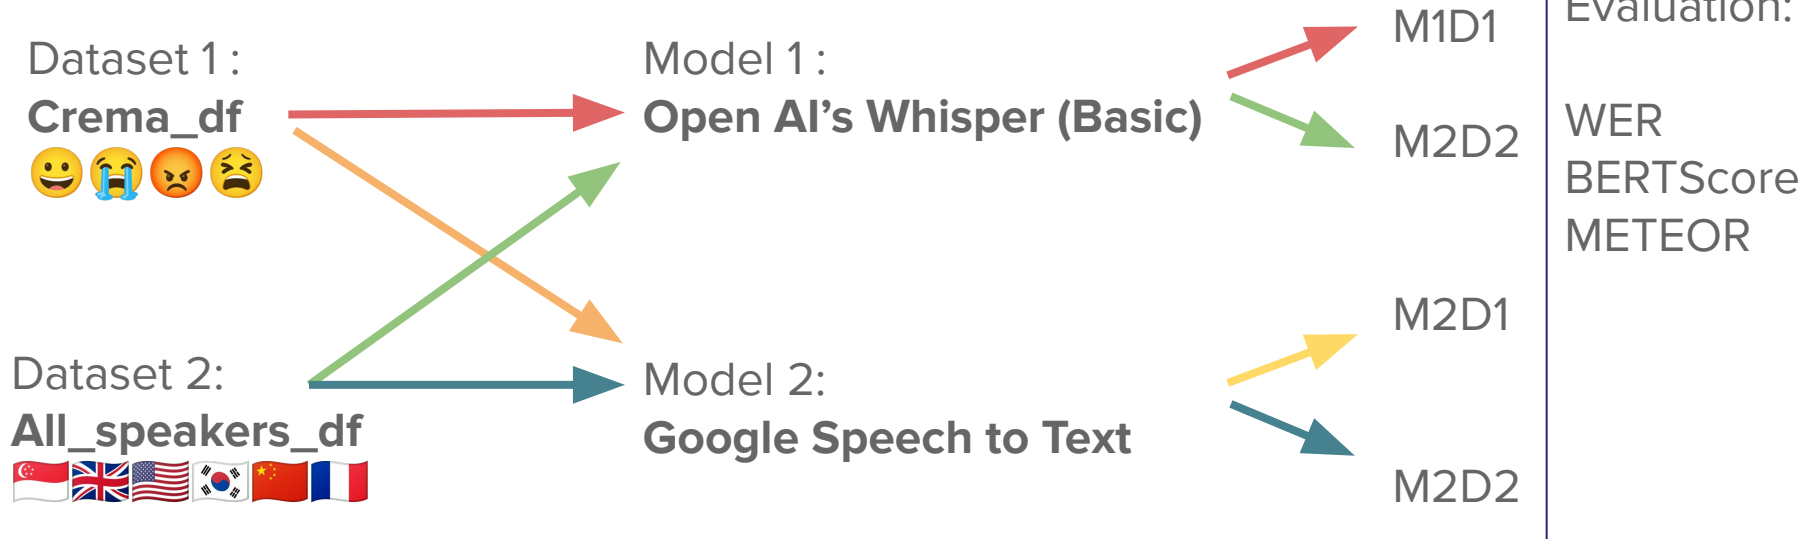 Dataset 1 :
Crema_df
Dataset 2:
All_speakers_df
Model 1 :
Open AI’s Whisper (Basic)
Model 2:
Google Speech to Text
M1D1
M2D2
M2D1
M2D2
Evaluation:
WER
BERTScore
METEOR